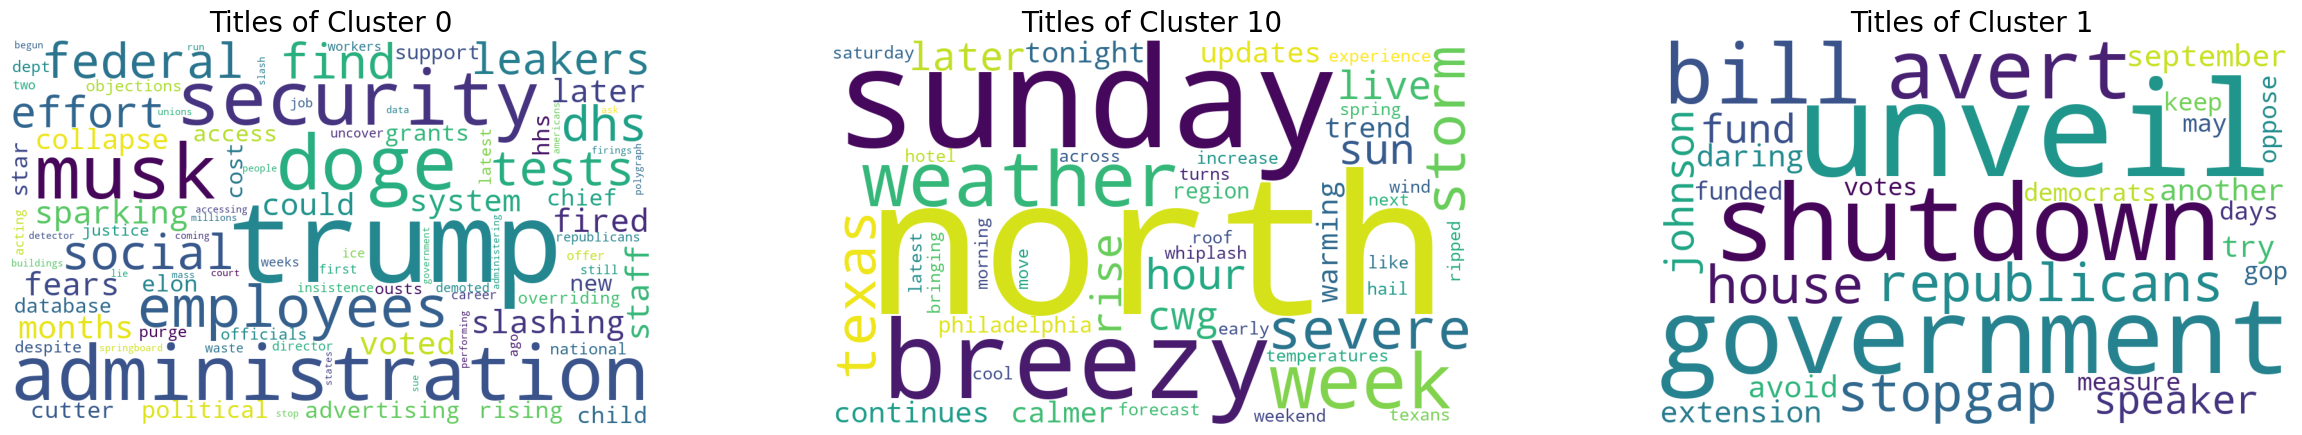 Titles of Cluster 0
begun
run
workers
federal
find
support
leakers
dept
slash
two
objections
security
job
data
later
ask
effort
unions
uncover
grants
hhs
americans
dhs
collapse
access
latest
firings
star
musk
cost
people
doge
tests
polygraph
could
system
chief
sparking
accessing
millions
fired
acting
justice
trump
detector
coming
republicans
social
ice
government
administering
offer
buildings
lie
mass
court
weeks
first
still
staff
fears
elon
insistence
ousts
demoted
career
new
database
employees
overriding
months
purge
officials
ago
slashing
despite
springboard
waste
director
voted
performing
national
administration
states
sue
cutter
political
stop
advertising
rising
child
Titles of Cluster 10
saturday
later
tonight
updates
experience
sunday
live
storm
spring
trend
hotel
across
increase
sun
weather
turns
region
wind
next
warming
north
texas
latest
bringing
morning
move
rise
roof
whiplash
hour
like
hail
ripped
philadelphia
cwg
early
severe
breezy
temperatures
cool
week
continues
calmer
forecast
weekend
texans
Titles of Cluster 1
bill
avert
september
unveil
keep
may
oppose
johnson
fund
daring
funded
votes
democrats
another
shutdown
days
try
house
republicans
gop
government
avoid
stopgap
measure
extension
speaker